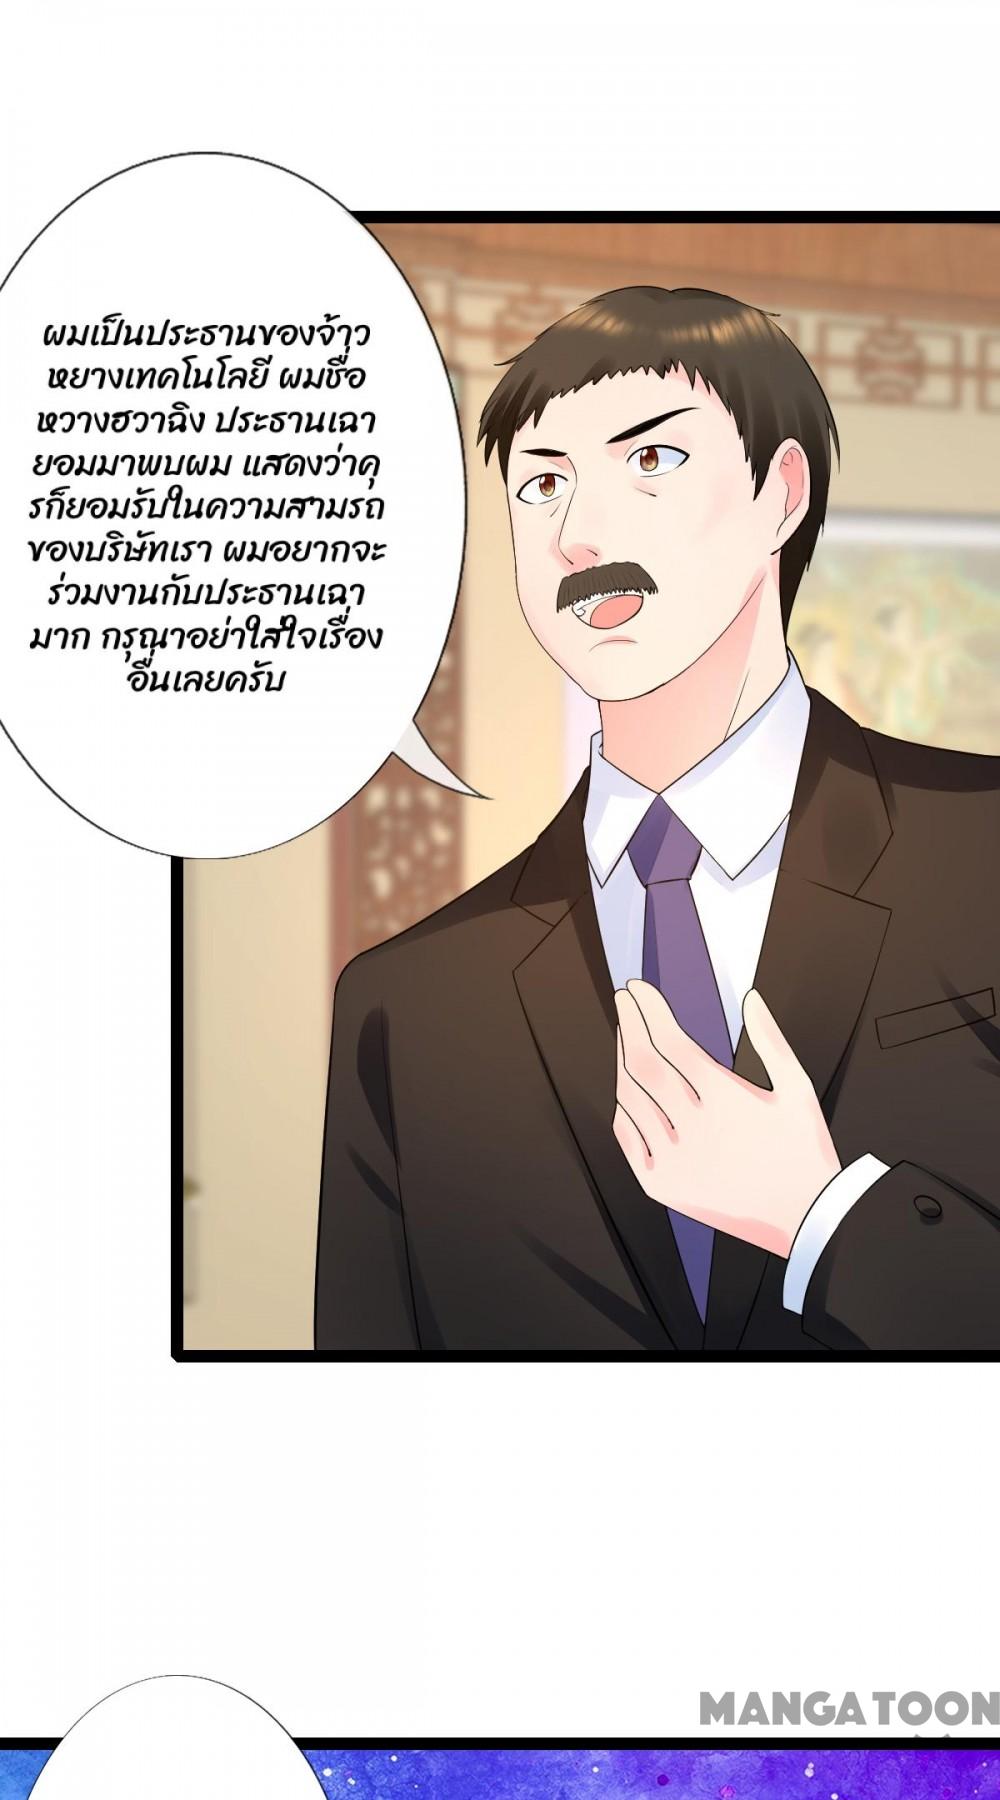 ผมเป็นประธานของจ้าว
หยางเทคโนโลยี ผมชื่อ
หวางฮวาฉิง ประธานเฉา
ยอมมาพบผม แสดงว่าคุ
รก็ยอมรับในความสามรถ
ของบริษัทเรา ผมอยากจะ
ร่วมงานกับประธานเฉา
มาก กรุณาอย่าใส่ใจเรื่อง
อื่นเลยครับ
MANGA TOON